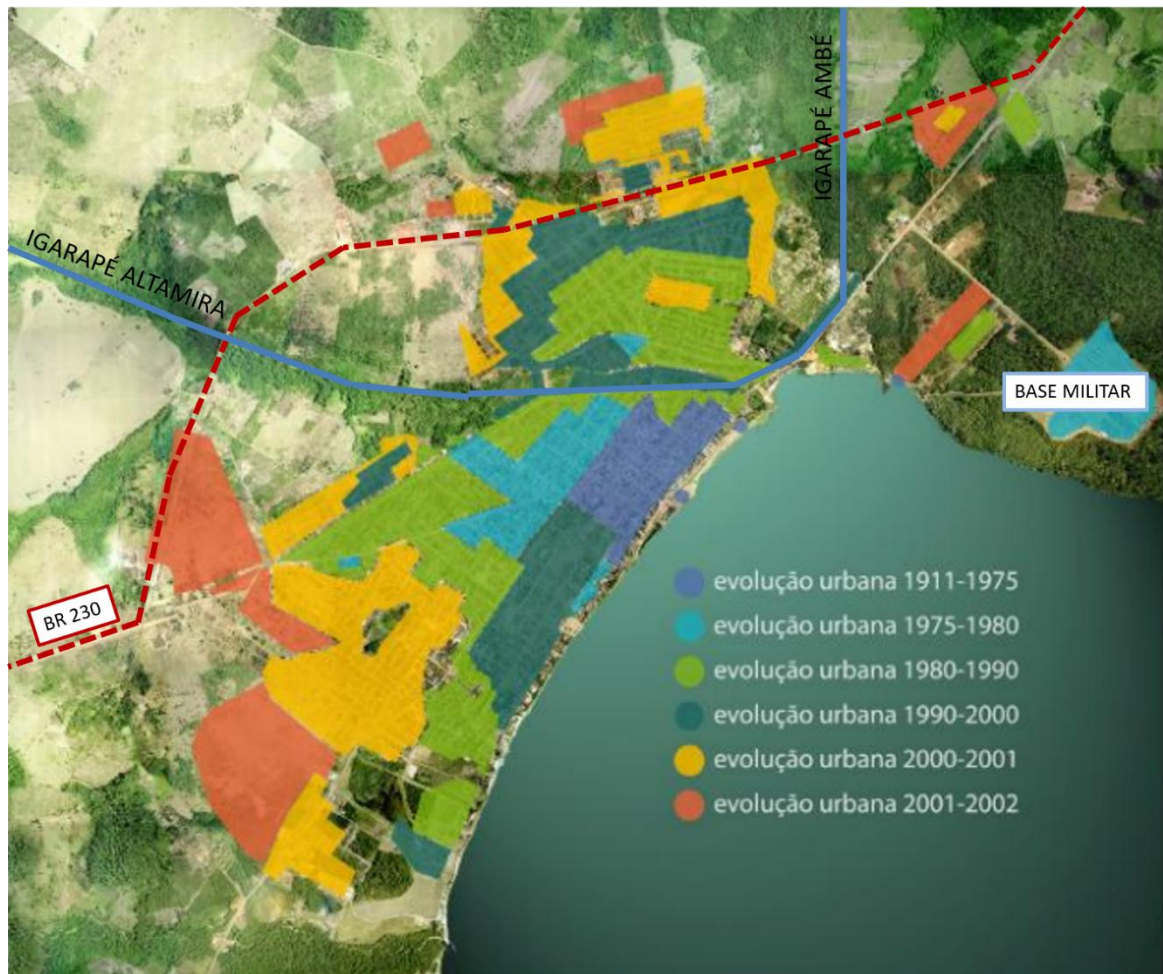 IGARAPÉ AMBÉ
IGARAPÉ ALTAMIRA
BASE MILITAR
BR 230
evolução urbana 1911-1975
evolução urbana 1975-1980
evolução urbana 1980-1990
evolução urbana 1990-2000
evolução urbana 2000-2001
evolução urbana 2001-2002